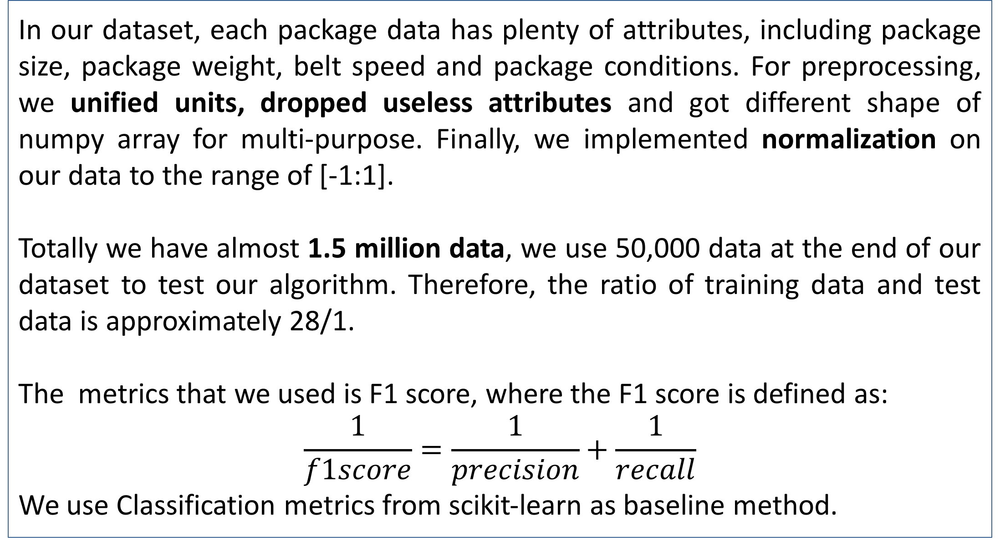 In our dataset, each package data has plenty of attributes, including package
size, package weight, belt speed and package conditions. For preprocessing,
we unified units, dropped useless attributes and got different shape of
numpy array for multi-purpose. Finally, we implemented normalization on
our data to the range of [-1:1].
Totally we have almost 1.5 million data, we use 50,000 data at the end of our
dataset to test our algorithm. Therefore, the ratio of training data and test
data is approximately 28/1.
The  metrics that we used is F1 score, where the F1 score is defined as:
1/f1score = 1/precision + 1/recall
We use Classification metrics from scikit-learn as baseline method.